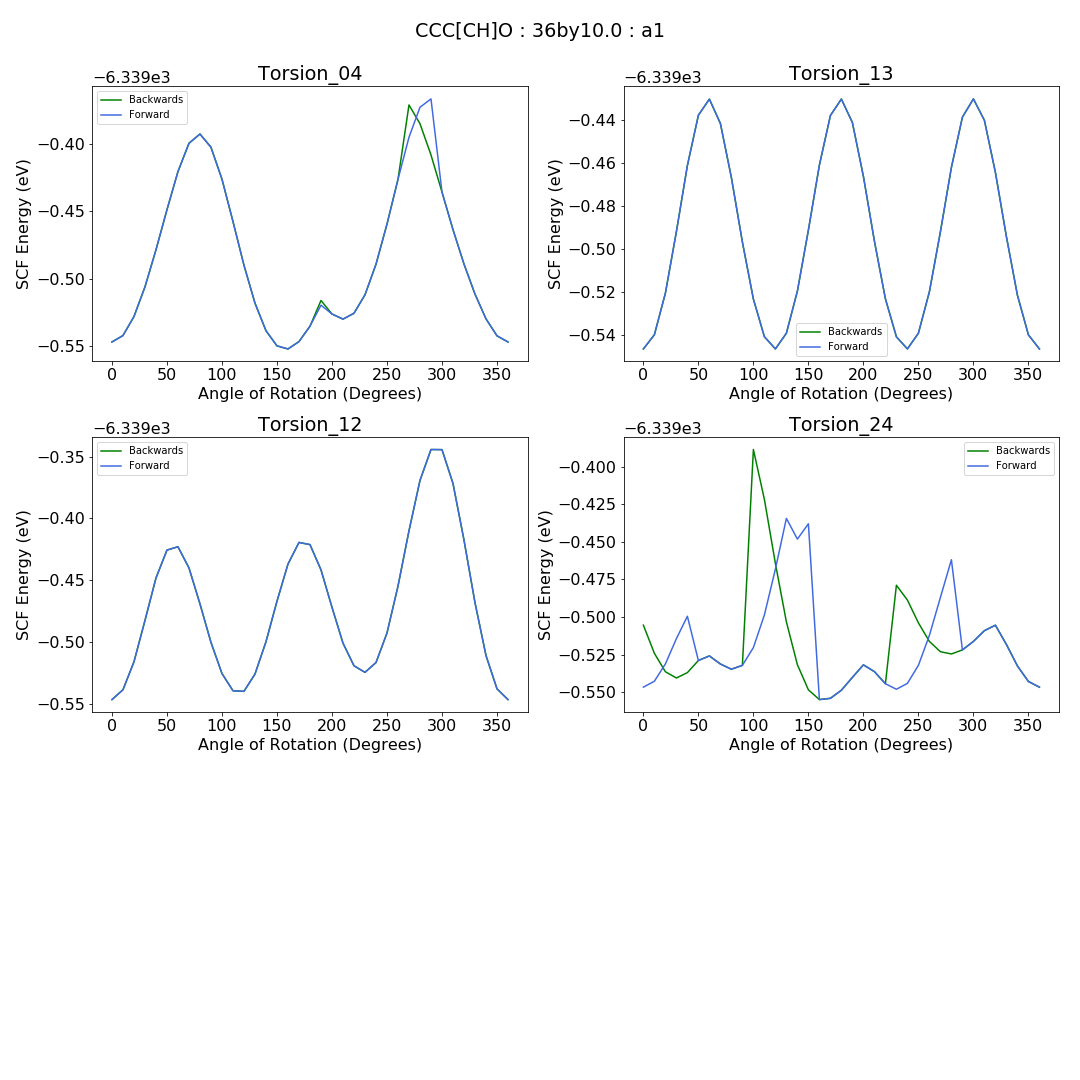 CCC[CH]O : 36by10.0 : a1
−6.339e3
Torsion_04
Backwards
Forward
−0.40
−0.45
−0.50
−0.55
SCF Energy (eV)
0 50 100 150 200 250 300 350
Angle of Rotation (Degrees)
−6.339e3
Torsion_13
−0.44
−0.46
−0.48
−0.50
−0.52
−0.54
SCF Energy (eV)
Backwards
Forward
0 50 100 150 200 250 300 350
Angle of Rotation (Degrees)
−6.339e3
Torsion_12
Backwards
Forward
−0.35
−0.40
−0.45
−0.50
−0.55
SCF Energy (eV)
0 50 100 150 200 250 300 350
Angle of Rotation (Degrees)
−6.339e3
Torsion_24
Backwards
Forward
−0.400
−0.425
−0.450
−0.475
−0.500
−0.525
−0.550
SCF Energy (eV)
0 50 100 150 200 250 300 350
Angle of Rotation (Degrees)